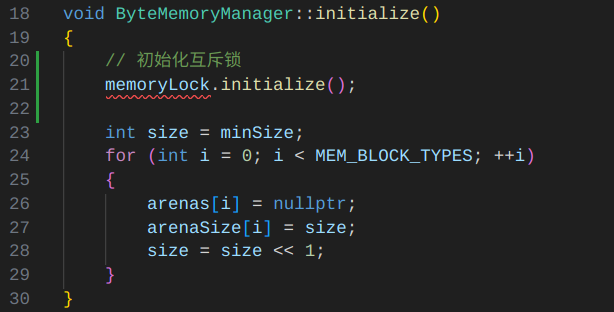 18 void ByteMemoryManager::initialize()
19 {
20     // 初始化互斥锁
21     memoryLock.initialize();
22
23     int size = minSize;
24     for (int i = 0; i < MEM_BLOCK_TYPES; ++i)
25     {
26         arenas[i] = nullptr;
27         arenaSize[i] = size;
28         size = size << 1;
29     }
30 }